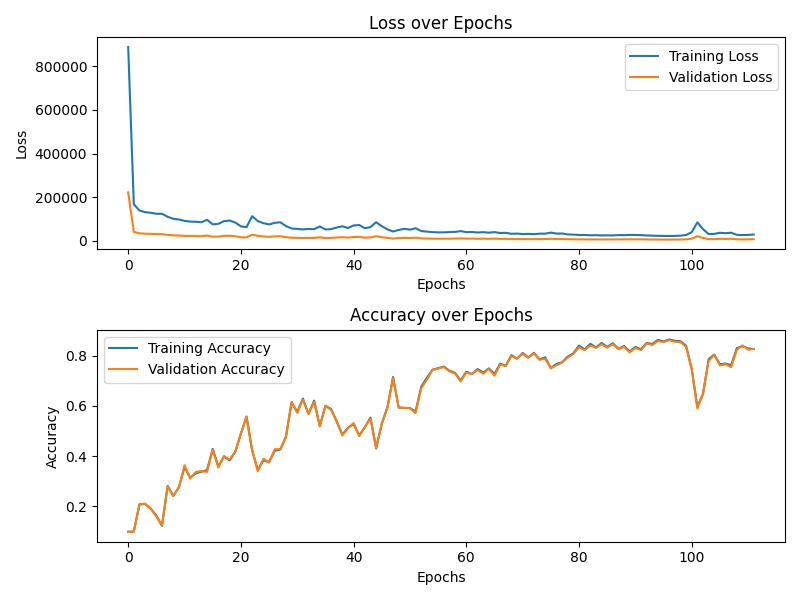 Loss over Epochs
800000
600000
400000
200000
0
Loss
Training Loss
Validation Loss
0 20 40 60 80 100
Epochs
Accuracy over Epochs
0.8
0.6
0.4
0.2
Accuracy
Training Accuracy
Validation Accuracy
0 20 40 60 80 100
Epochs